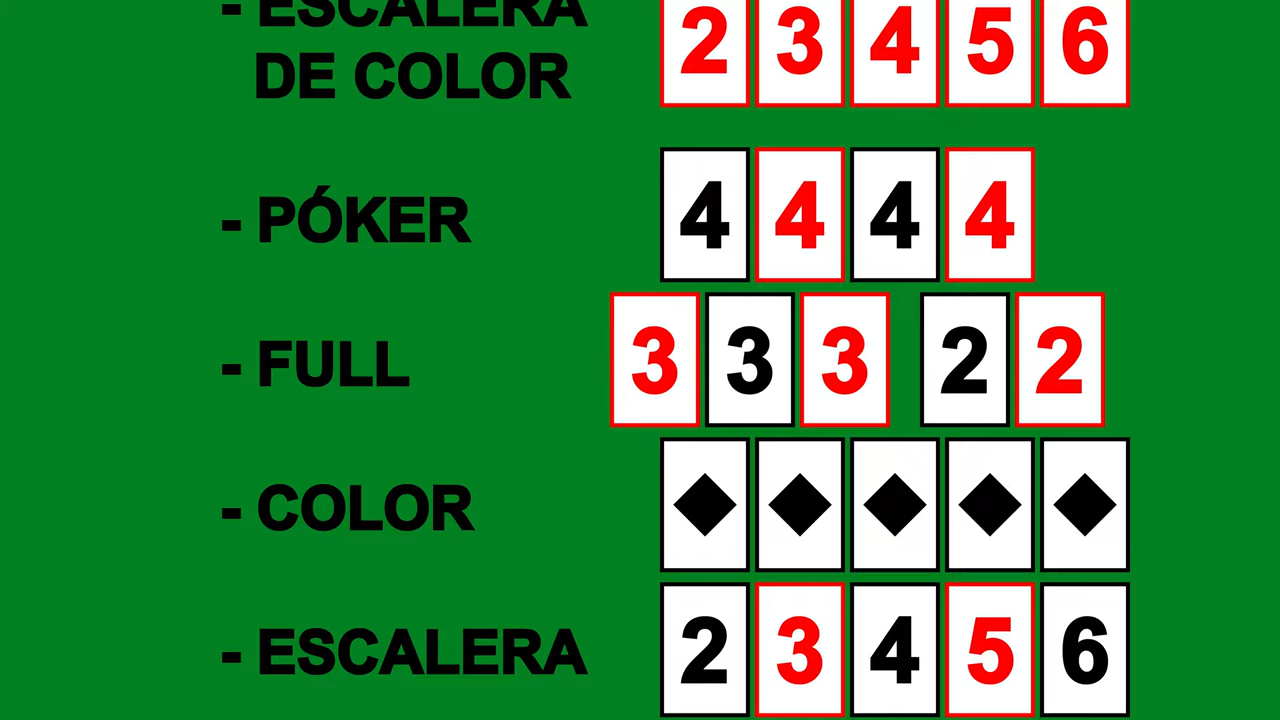 - ESCALERA 2 3 4 5 6
DE COLOR
- PÓKER 4 4 4 4
- FULL 3 3 3 2 2
- COLOR
- ESCALERA 2 3 4 5 6